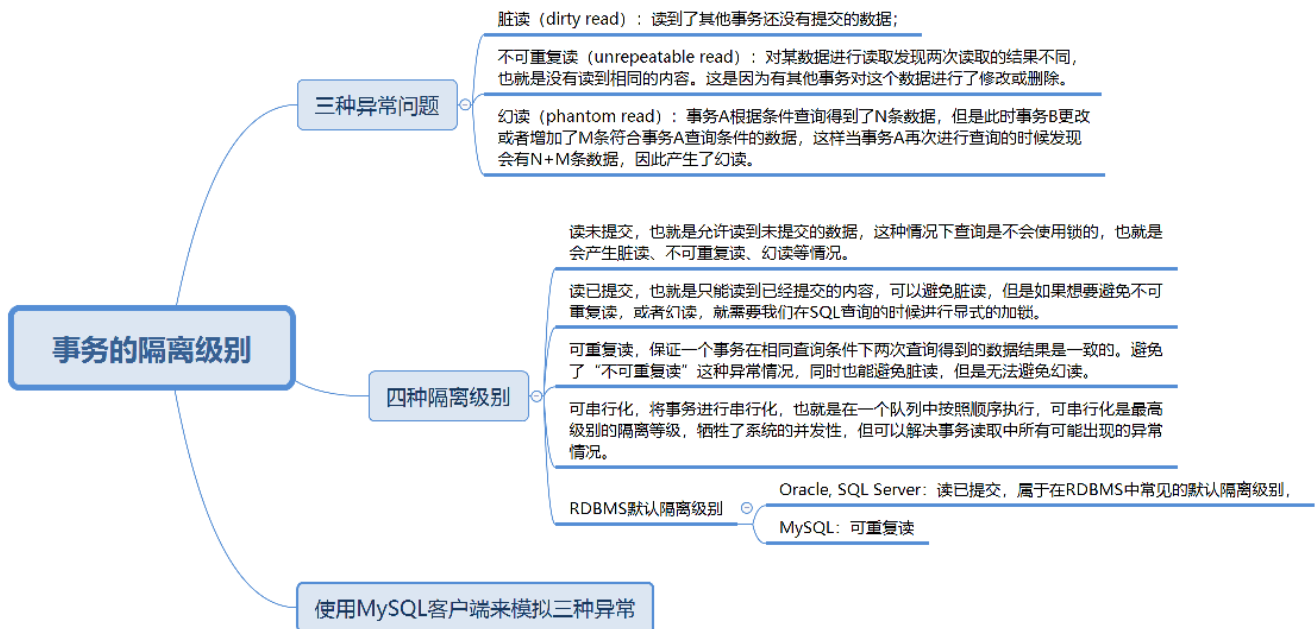 事务的隔离级别
三种异常问题
脏读（dirty read）：读到了其他事务还没有提交的数据；
不可重复读（unrepeatable read）：对某数据进行读取发现两次读取的结果不同，
也就是没有读到相同的内容。这是因为有其他事务对这个数据进行了修改或删除。
幻读（phantom read）：事务A根据条件查询得到了N条数据，但是此时事务B更改
或者增加了M条符合事务A查询条件的数据，这样当事务A再次进行查询的时候发现
会有N+M条数据，因此产生了幻读。
四种隔离级别
读未提交，也就是允许读到未提交的数据，这种情况下查询是不会使用锁的，也就是
会产生脏读、不可重复读、幻读等情况。
读已提交，也就是只能读到已经提交的内容，可以避免脏读，但是如果想要避免不可
重复读，或者幻读，就需要我们在SQL查询的时候进行显式的加锁。
可重复读，保证一个事务在相同查询条件下两次查询得到的数据结果是一致的。避免
了“不可重复读”这种异常情况，同时也能避免脏读，但是无法避免幻读。
可串行化，将事务进行串行化，也就是在一个队列中按照顺序执行，可串行化是最高
级别的隔离等级，牺牲了系统的并发性，但可以解决事务读取中所有可能出现的异常
情况。
RDBMS默认隔离级别
Oracle, SQL Server：读已提交，属于在RDBMS中常见的默认隔离级别，
MySQL：可重复读
使用MySQL客户端来模拟三种异常